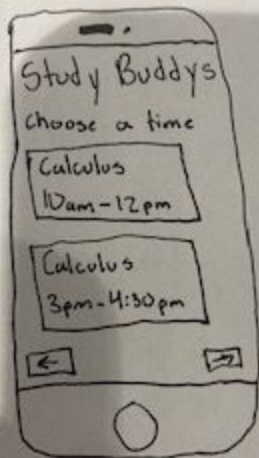 Study Buddys
Choose a time
Calculus
10am-12pm
Calculus
3pm-4:30pm
←
→